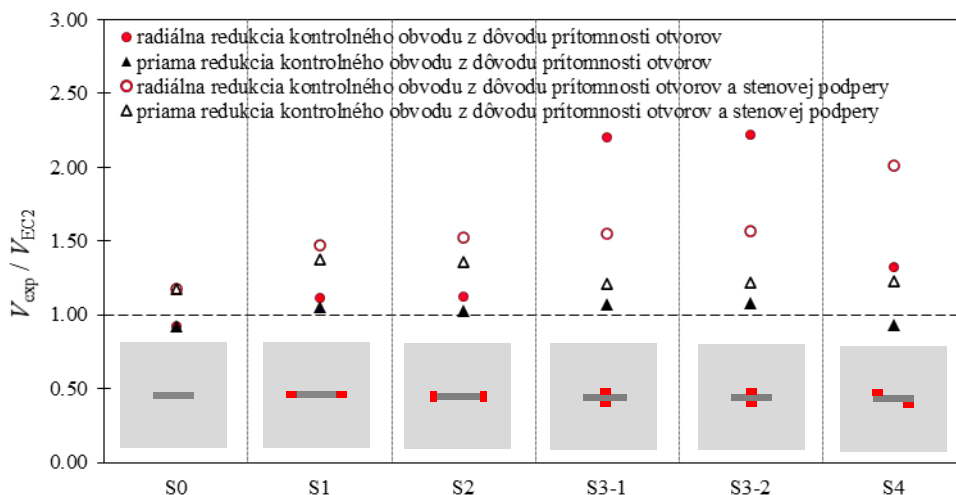 3.00
radiálna redukcia kontrolného obvodu z dôvodu prítomnosti otvorov
priama redukcia kontrolného obvodu z dôvodu prítomnosti otvorov
2.50
radiálna redukcia kontrolného obvodu z dôvodu prítomnosti otvorov a stenovej podpery
priama redukcia kontrolného obvodu z dôvodu prítomnosti otvorov a stenovej podpery
2.00
1.50
1.00
0.50
0.00
Vexp / VEC2
S0 S1 S2 S3-1 S3-2 S4